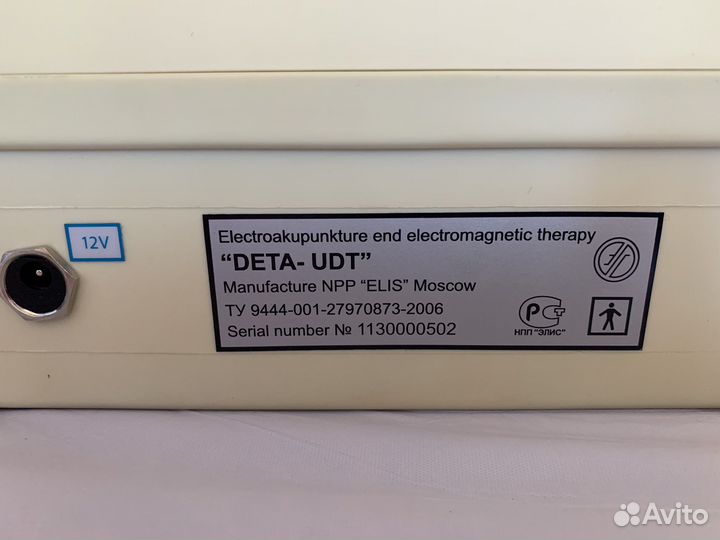 12V
Electroakupunkture end electromagnetic therapy
“DETA- UDT”
Manufacture NPP “ELIS” Moscow
ТУ 9444-001-27970873-2006
Serial number № 1130000502
РСТ
НПП "ЭЛИС"
Avito